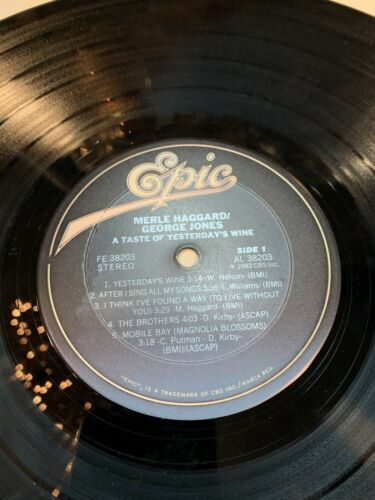 Epic
MERLE HAGGARD/
GEORGE JONES
A TASTE OF YESTERDAY'S WINE
FE 38203
STEREO
SIDE 1
AL 38203
℗ 1982 CBS Inc.
1. YESTERDAY'S WINE 3:14 -W. Nelson- (BMI)
2. AFTER I SING ALL MY SONGS 3:16 -L. Williams- (BMI)
3. I THINK I'VE FOUND A WAY (TO LIVE WITHOUT
YOU) 3:29 -M. Haggard- (BMI)
4. THE BROTHERS 4:03 -D. Kirby- (ASCAP)
5. MOBILE BAY (MAGNOLIA BLOSSOMS)
3:18 -C. Putman - D. Kirby-
(BMI)/(ASCAP)
"EPIC", IS A TRADEMARK OF CBS INC./MARCA REG.